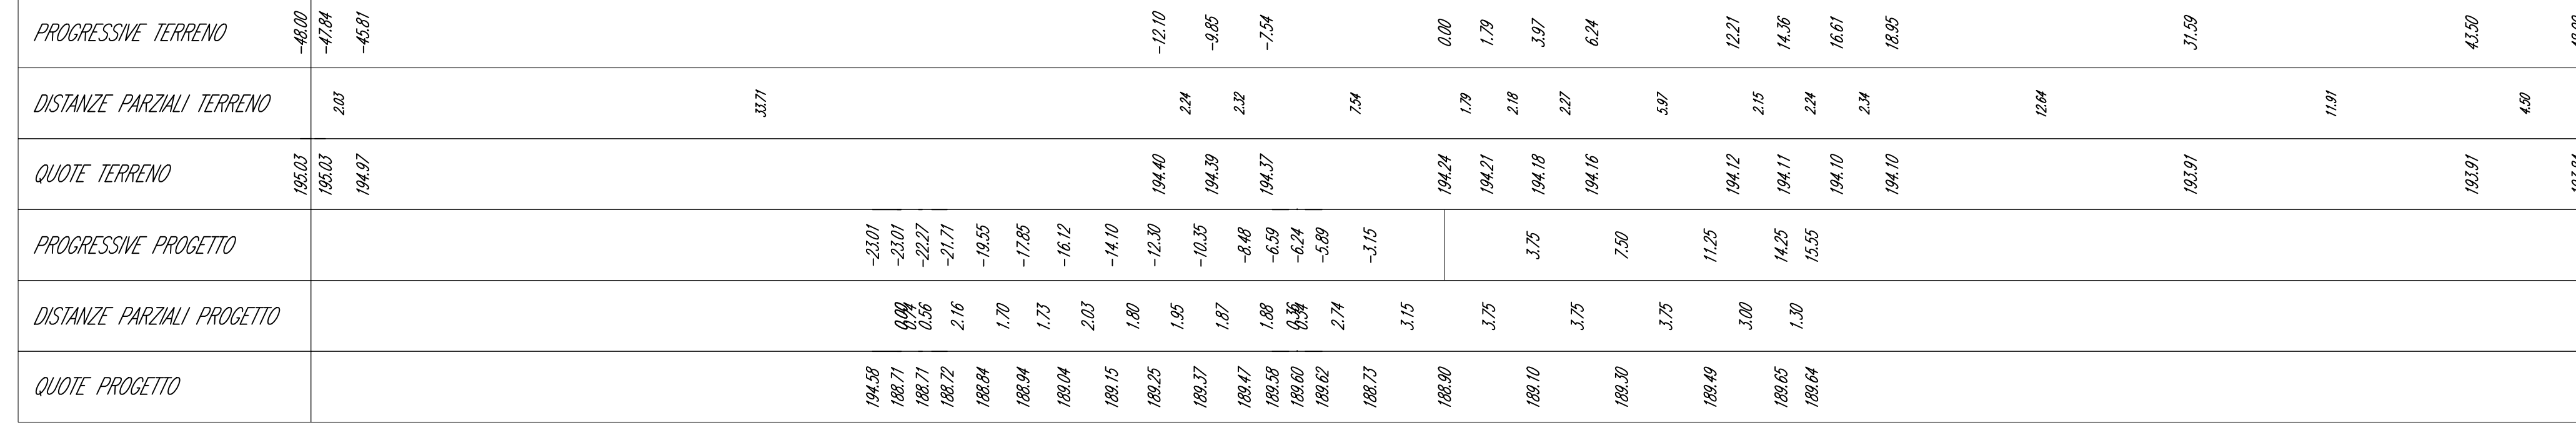 PROGRESSIVE TERRENO -48.00 -47.84 -45.81 -12.10 -9.85 -7.54 0.00 1.79 3.97 6.24 12.21 14.36 16.61 18.95 31.59 43.50
DISTANZE PARZIALI TERRENO 2.03 33.71 2.24 2.32 7.54 1.79 2.18 2.27 5.97 2.15 2.24 2.34 12.64 11.91 4.50
QUOTE TERRENO 195.03 195.03 194.97 194.40 194.39 194.37 194.24 194.21 194.18 194.16 194.12 194.11 194.10 194.10 193.91 193.91
PROGRESSIVE PROGETTO -23.01 -23.01 -22.27 -21.71 -19.55 -17.85 -16.12 -14.10 -12.30 -10.35 -8.48 -6.59 -6.24 -5.89 -3.15 3.75 7.50 11.25 14.25 15.55
DISTANZE PARZIALI PROGETTO 0.56 2.16 1.70 1.73 2.03 1.80 1.95 1.87 1.88 2.74 3.15 3.75 3.75 3.75 3.00 1.30
QUOTE PROGETTO 194.58 188.71 188.71 188.72 188.84 188.94 189.04 189.15 189.25 189.37 189.47 189.58 189.60 189.62 188.73 188.90 189.10 189.30 189.49 189.65 189.64